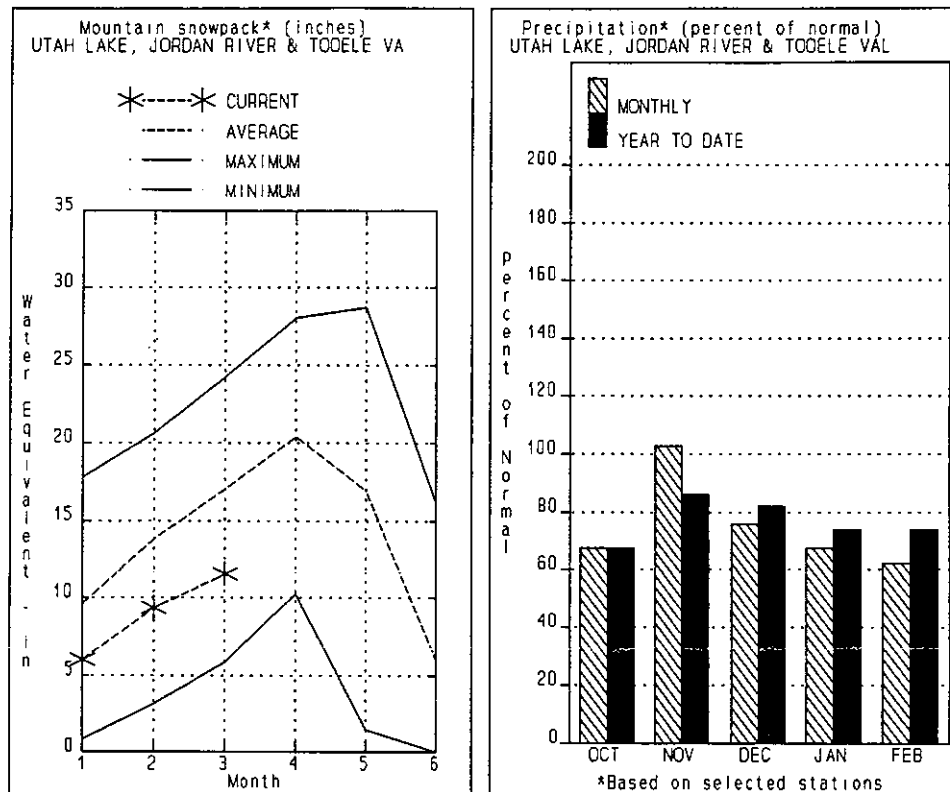 Mountain snowpack* (inches)
UTAH LAKE, JORDAN RIVER & TOOELE VA
CURRENT
AVERAGE
MAXIMUM
MINIMUM
Water Equivalent - in
35
30
25
20
15
10
5
0
1 2 3 4 5 6
Month
Precipitation* (percent of normal)
UTAH LAKE, JORDAN RIVER & TOOELE VAL
MONTHLY
YEAR TO DATE
percent of Normal
200
180
160
140
120
100
80
60
40
20
0
OCT NOV DEC JAN FEB
*Based on selected stations